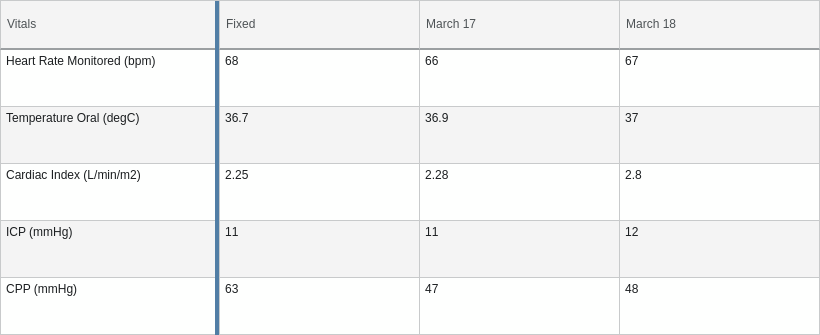 Vitals Fixed March 17 March 18
Heart Rate Monitored (bpm) 68 66 67
Temperature Oral (degC) 36.7 36.9 37
Cardiac Index (L/min/m2) 2.25 2.28 2.8
ICP (mmHg) 11 11 12
CPP (mmHg) 63 47 48